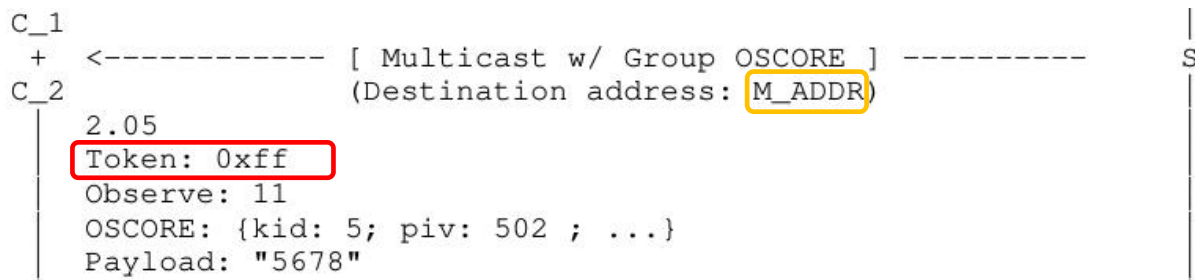 C_1 |
+ <------------ [ Multicast w/ Group OSCORE ] ---------- S
C_2 (Destination address: M_ADDR) |
| 2.05 |
| Token: 0xff |
| Observe: 11 |
| OSCORE: {kid: 5; piv: 502 ; ...} |
| Payload: "5678" |